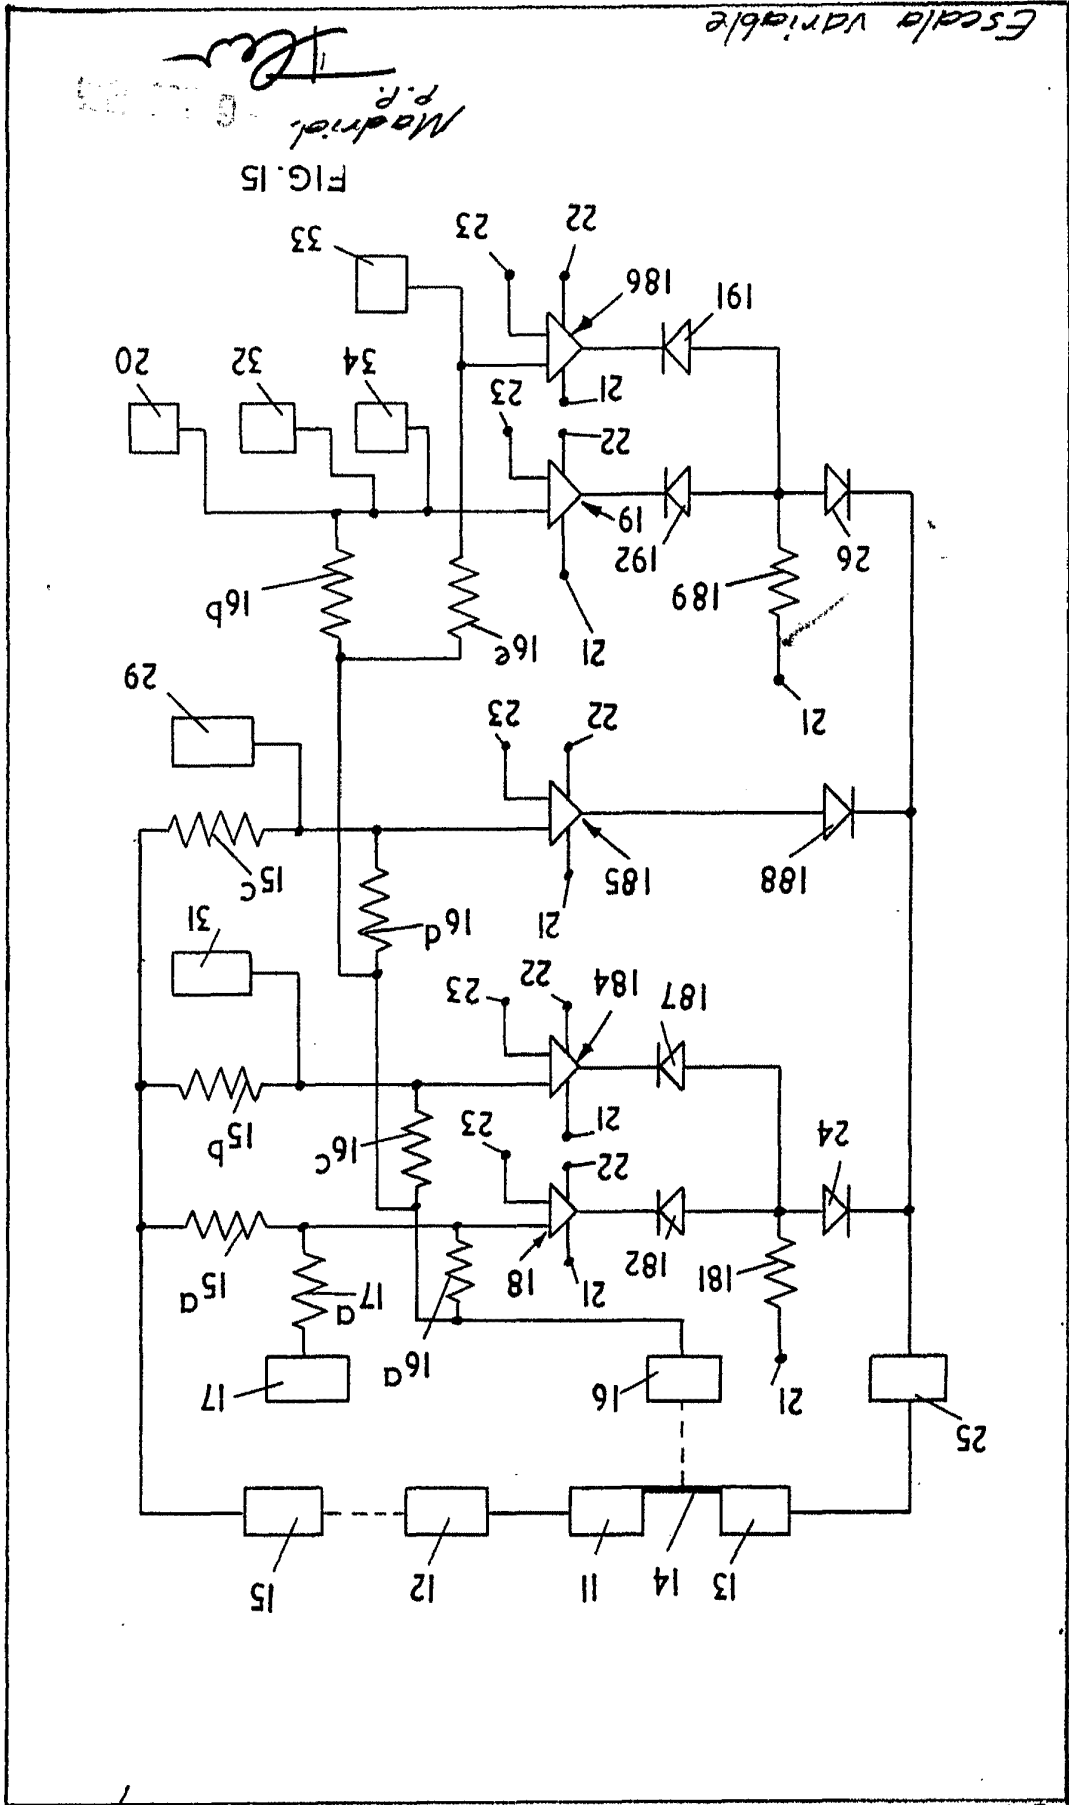 13 14 11 12 15
25
21 16 17
16a
17a 15a
181 182 21 18
24 22 23 15b
16c
21
187 184 22 23
31
21 16d
188 185 15c
22 23
21 29
189 21 16e 16b
26 192
19
22 23
21 34 32 20
191 186
33
22 23
FIG. 15
Madrid.
P.P.
Escala variable